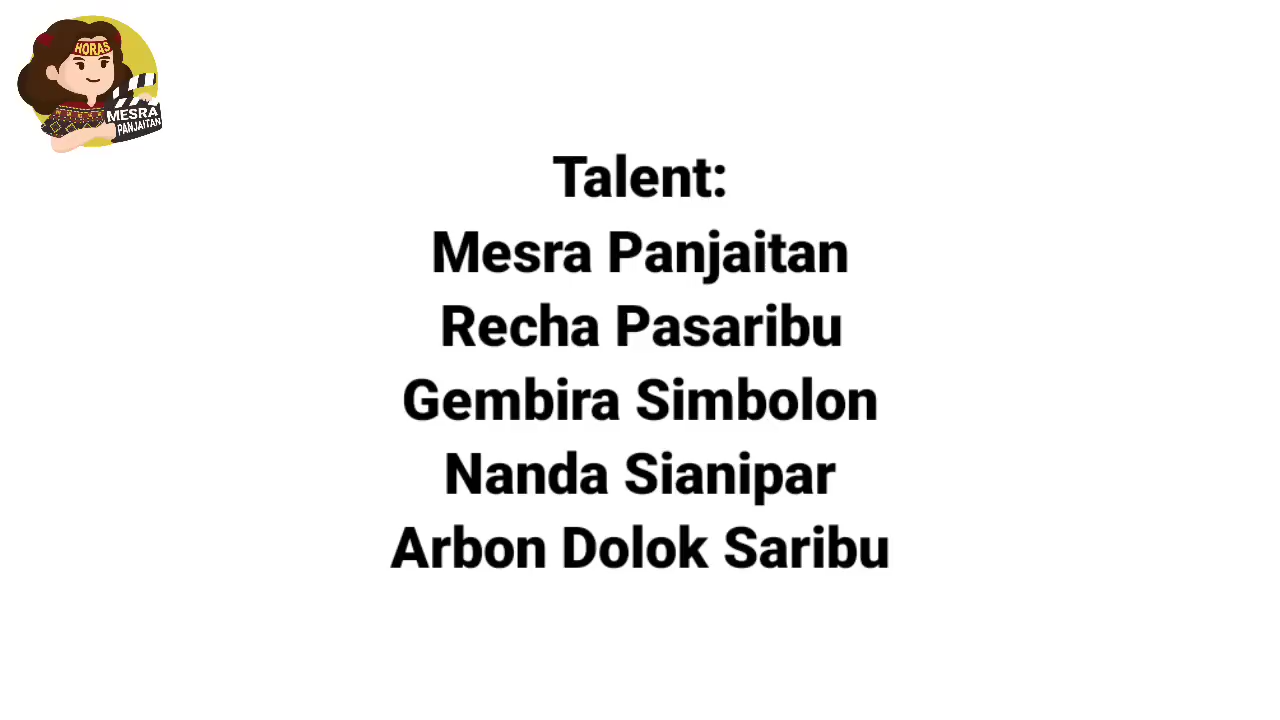 HORAS
MESRA
PANJAITAN
Talent:
Mesra Panjaitan
Recha Pasaribu
Gembira Simbolon
Nanda Sianipar
Arbon Dolok Saribu